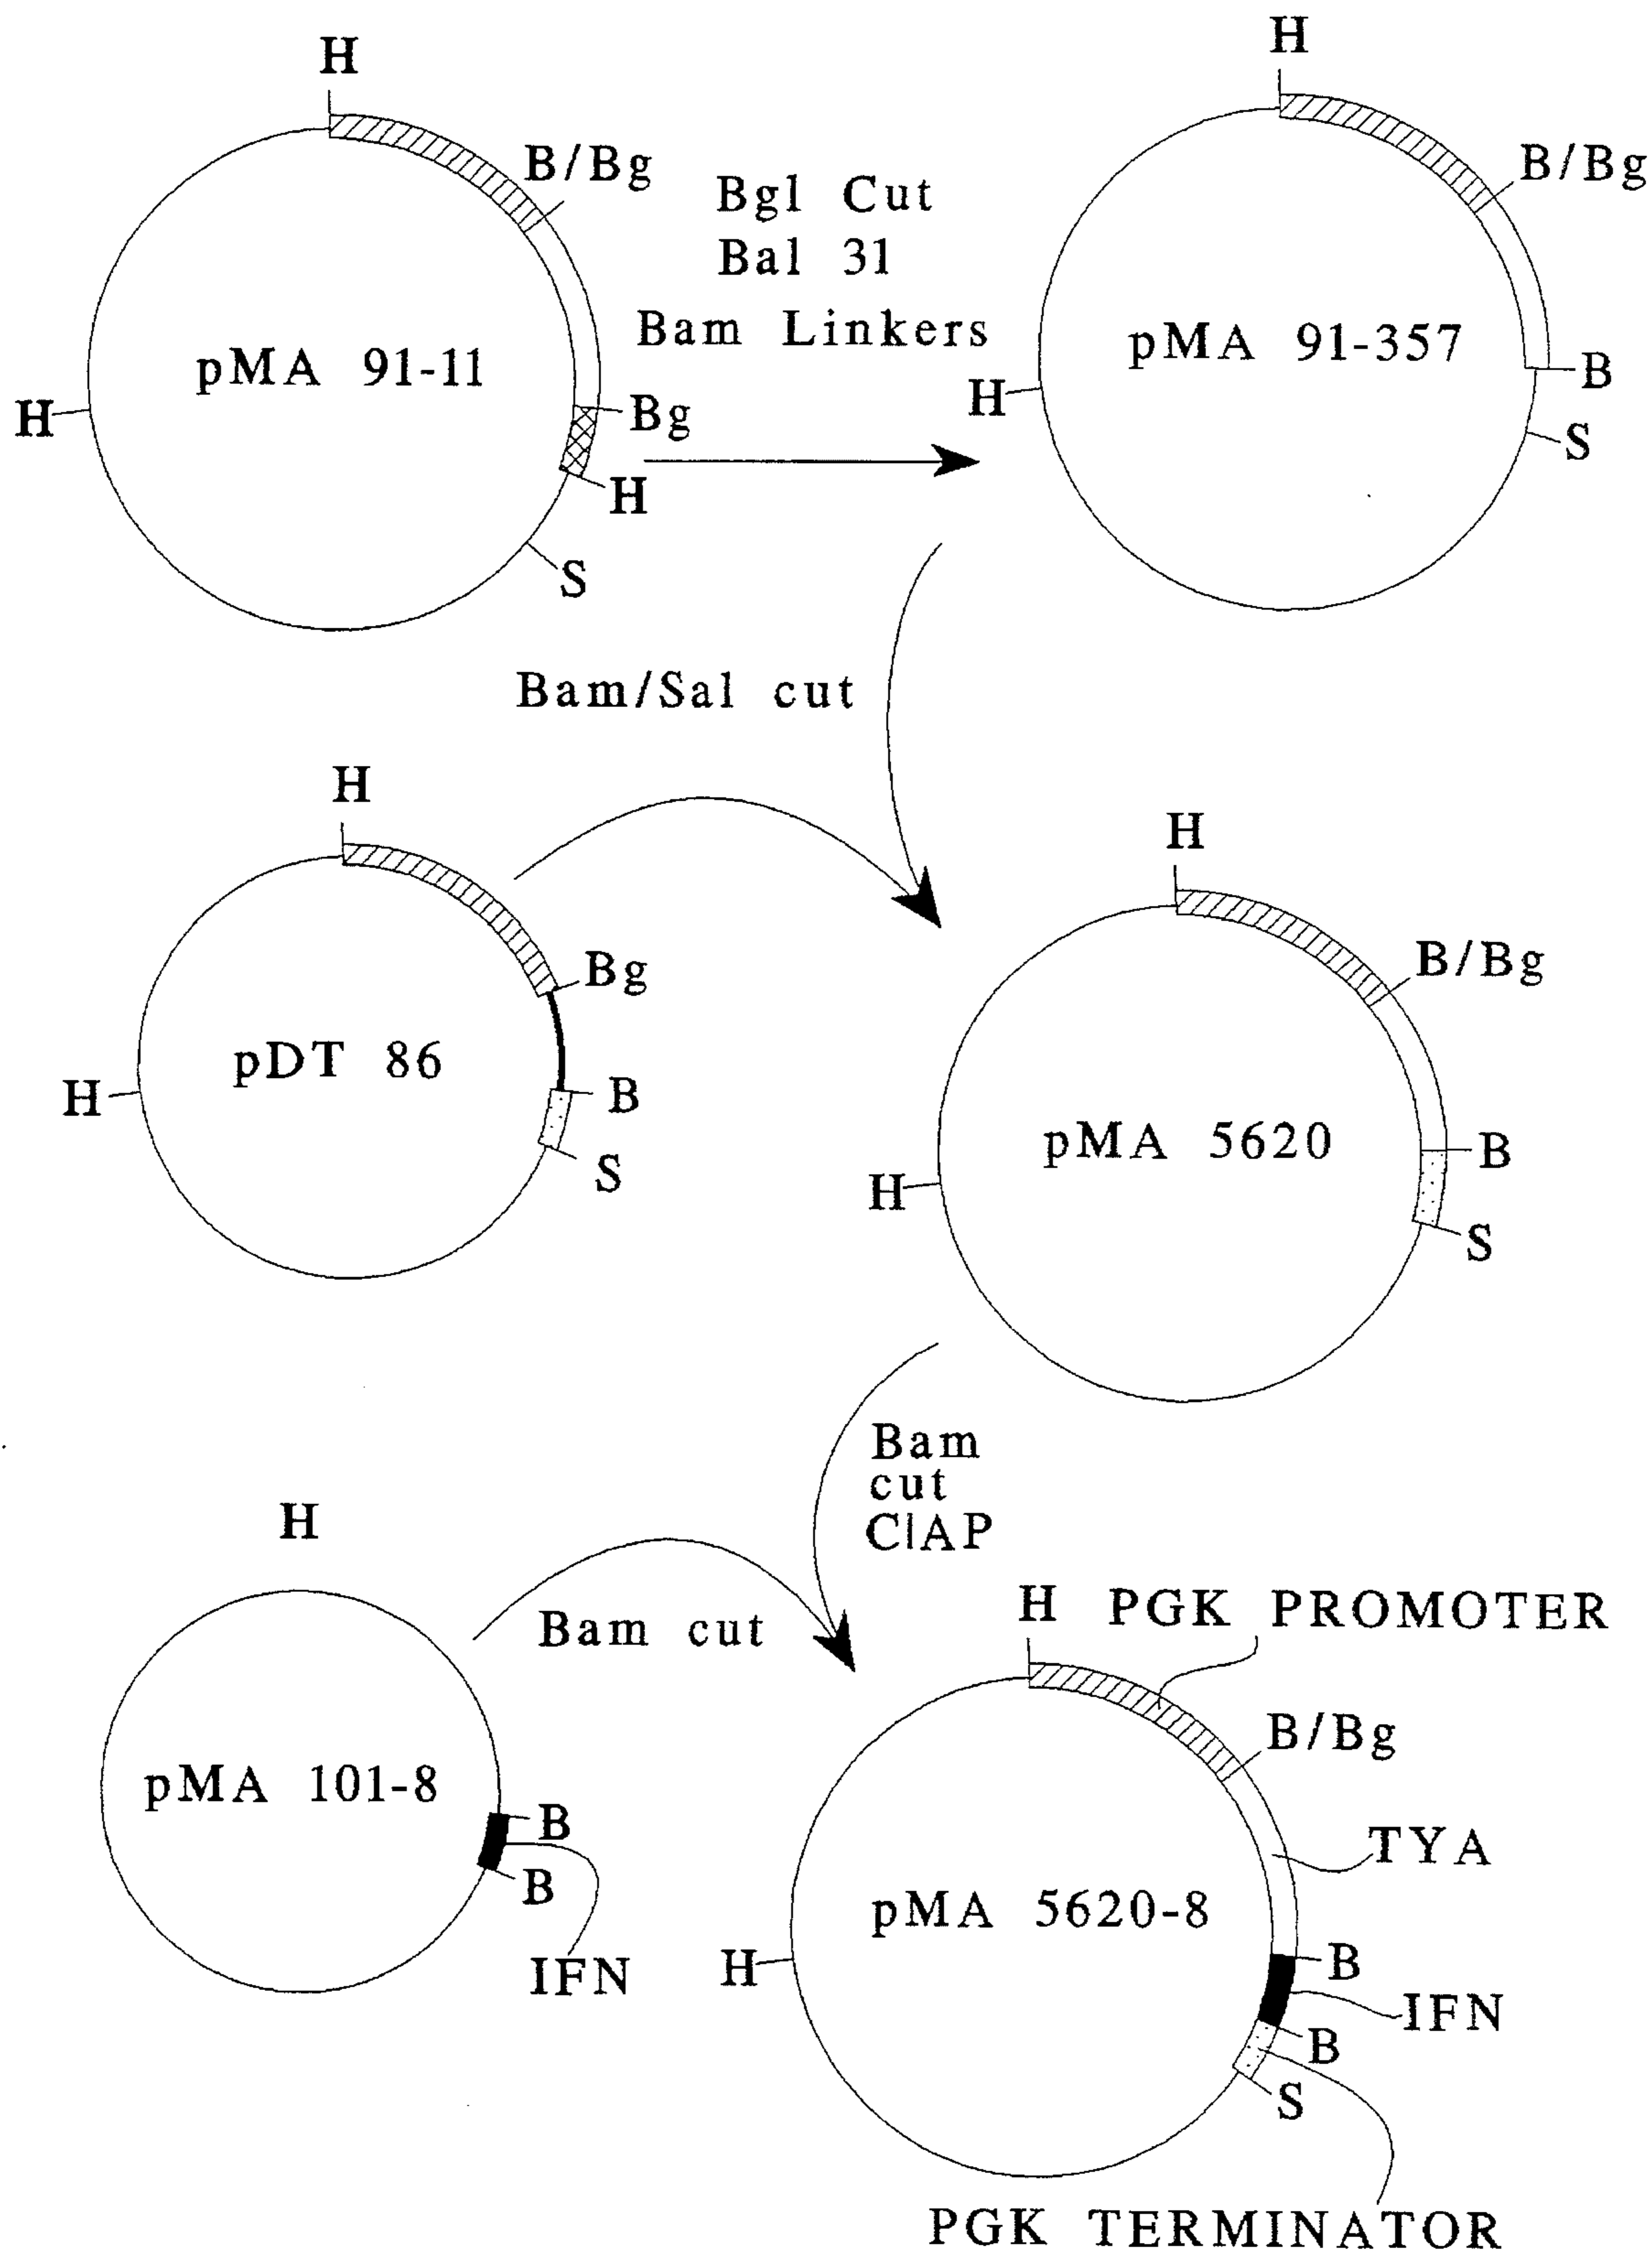 H
H
B/Bg
B/Bg
Bgl Cut
Bal 31
Bam Linkers
pMA 91-11
pMA 91-357
H
H
B
Bg
S
H
S
Bam/Sal cut
H
H
Bg
B/Bg
pDT 86
H
B
S
pMA 5620
H
B
S
Bam
cut
CIAP
H
Bam cut
H PGK PROMOTER
B/Bg
pMA 101-8
B
B
IFN
TYA
pMA 5620-8
H
B
IFN
B
S
PGK TERMINATOR